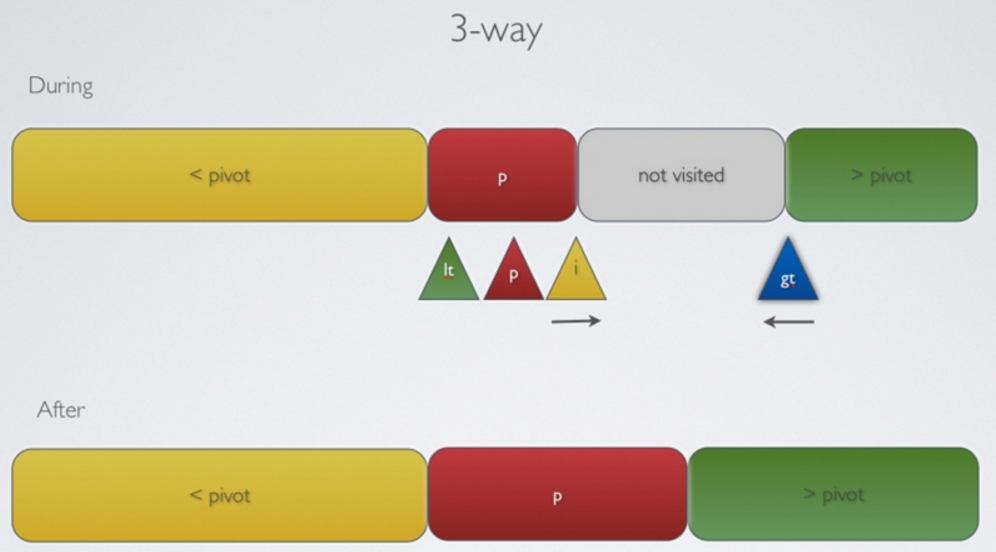 3-way
During
< pivot
p
not visited
> pivot
lt
p
i
gt
After
< pivot
p
> pivot